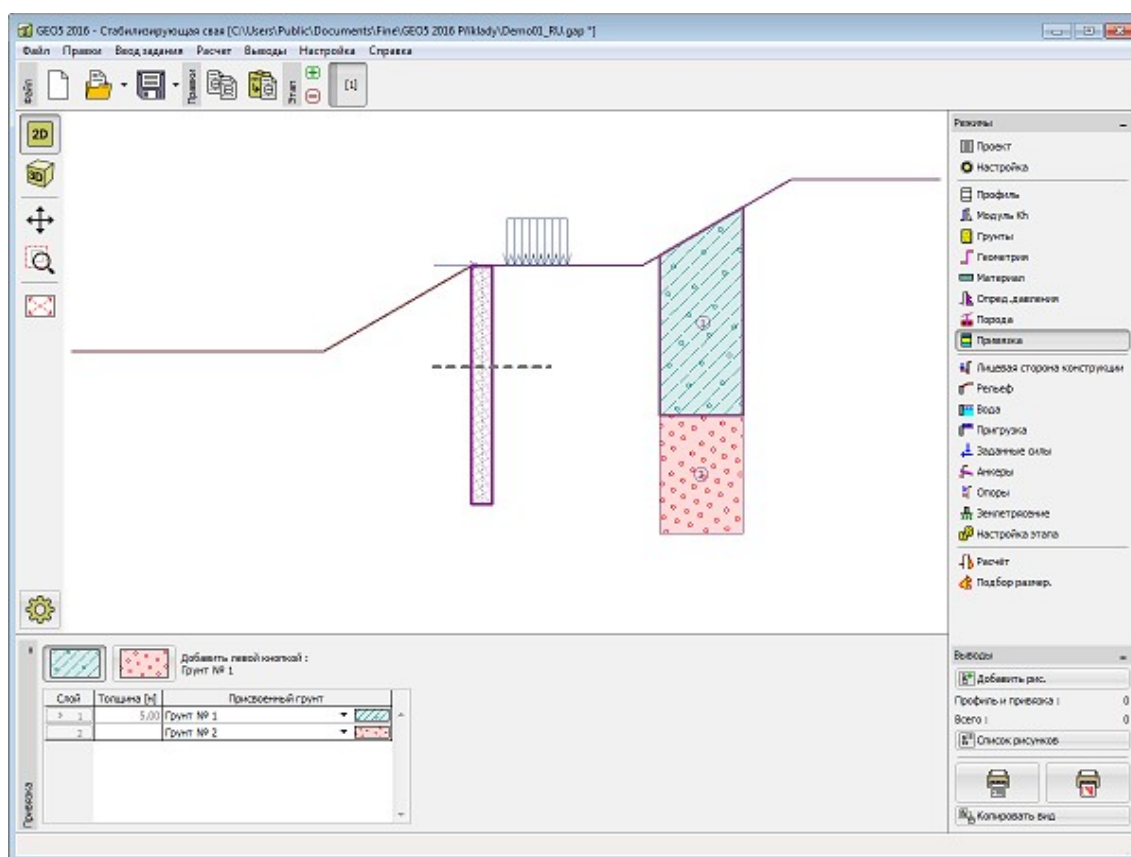 GEO5 2016 - Стабилизирующая свая [C:\Users\Public\Documents\Fine\GEO5 2016 Piiklady\Demo01_RU.gap *]
Файл Правки Ввод задания Расчет Выводы Настройка Справка
Файл
Правки
Этап
[1]
2D
3D
Режимы
Проект
Настройка
Профиль
Модуль Kh
Грунты
Геометрия
Материал
Опред.давления
Порода
Привязка
Лицевая сторона конструкции
Рельеф
Вода
Пригрузка
Заданные силы
Анкеры
Опоры
Землетрясение
Настройка этапа
Расчёт
Подбор размер.
1
2
Привязка
Добавить левой кнопкой :
Грунт № 1
Слой Толщина [м] Присвоенный грунт
> 1 5,00 Грунт № 1
2 Грунт № 2
Выводы
Добавить рис.
Профиль и привязка : 0
Всего : 0
Список рисунков
Копировать вид